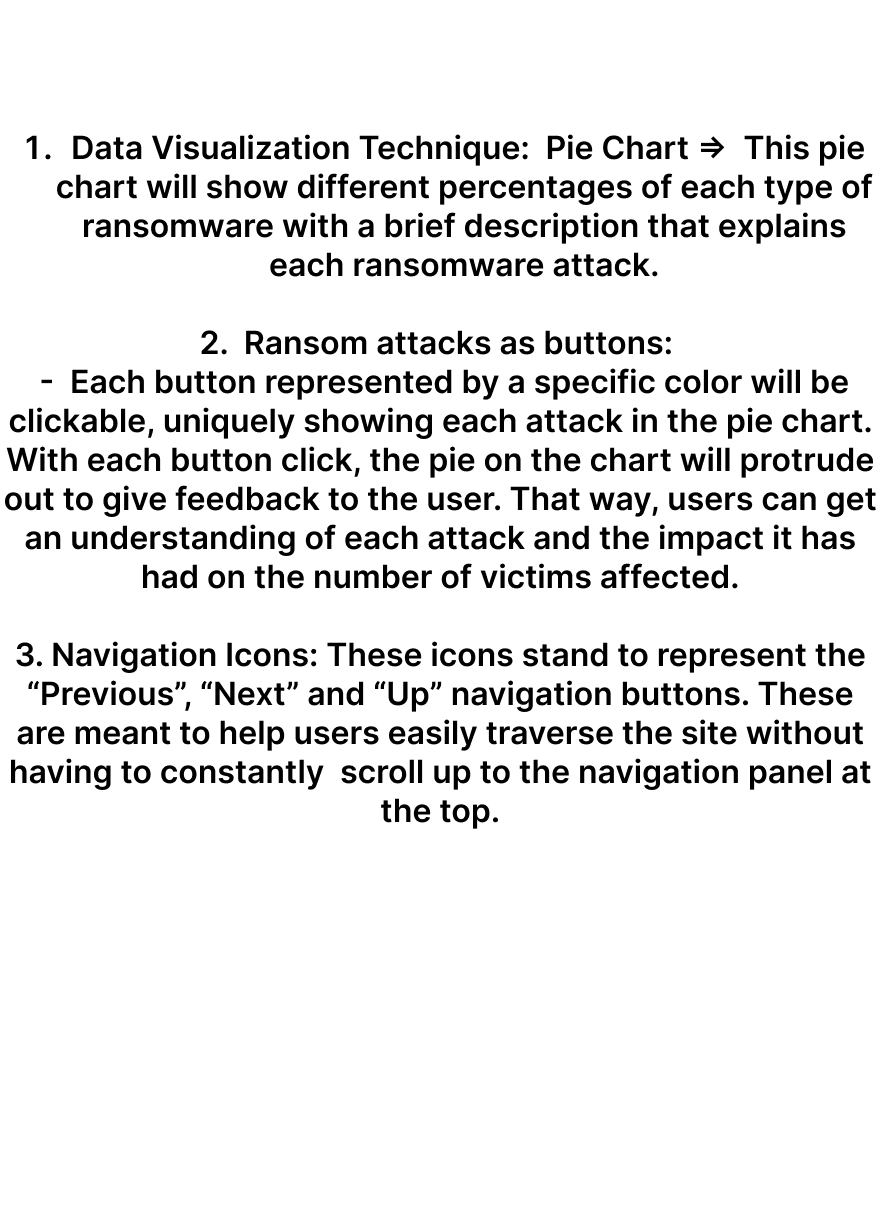 1.  Data Visualization Technique:  Pie Chart ⇒  This pie
chart will show different percentages of each type of
ransomware with a brief description that explains
each ransomware attack.
2.  Ransom attacks as buttons:
-  Each button represented by a specific color will be
clickable, uniquely showing each attack in the pie chart.
With each button click, the pie on the chart will protrude
out to give feedback to the user. That way, users can get
an understanding of each attack and the impact it has
had on the number of victims affected.
3. Navigation Icons: These icons stand to represent the
“Previous”, “Next” and “Up” navigation buttons. These
are meant to help users easily traverse the site without
having to constantly  scroll up to the navigation panel at
the top.